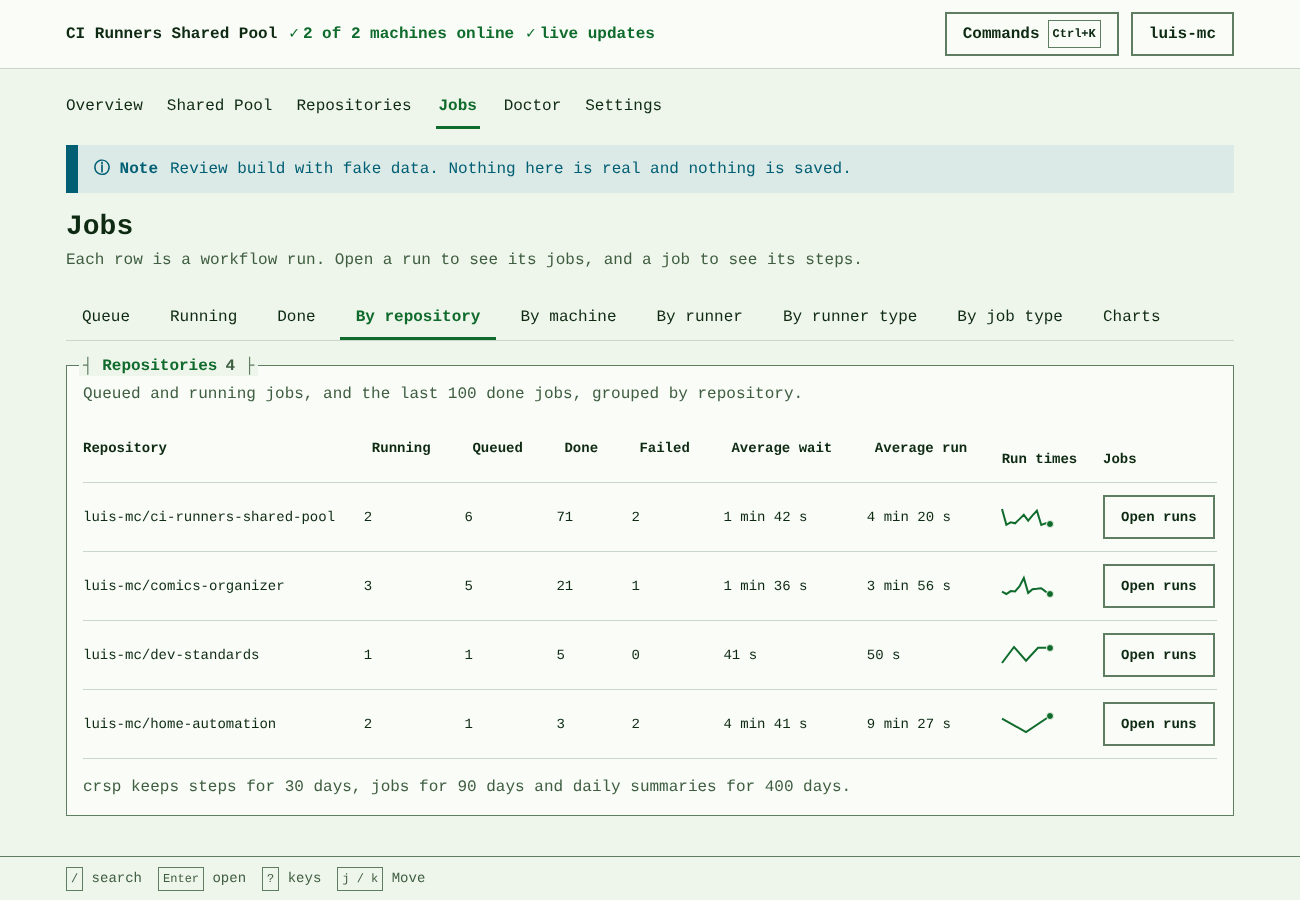 CI Runners Shared Pool ✓ 2 of 2 machines online ✓ live updates Commands Ctrl+K luis-mc
Overview Shared Pool Repositories Jobs Doctor Settings
ⓘ Note Review build with fake data. Nothing here is real and nothing is saved.
Jobs
Each row is a workflow run. Open a run to see its jobs, and a job to see its steps.
Queue Running Done By repository By machine By runner By runner type By job type Charts
Repositories 4
Queued and running jobs, and the last 100 done jobs, grouped by repository.
Repository Running Queued Done Failed Average wait Average run Run times Jobs
luis-mc/ci-runners-shared-pool 2 6 71 2 1 min 42 s 4 min 20 s Open runs
luis-mc/comics-organizer 3 5 21 1 1 min 36 s 3 min 56 s Open runs
luis-mc/dev-standards 1 1 5 0 41 s 50 s Open runs
luis-mc/home-automation 2 1 3 2 4 min 41 s 9 min 27 s Open runs
crsp keeps steps for 30 days, jobs for 90 days and daily summaries for 400 days.
/ search Enter open ? keys j / k Move